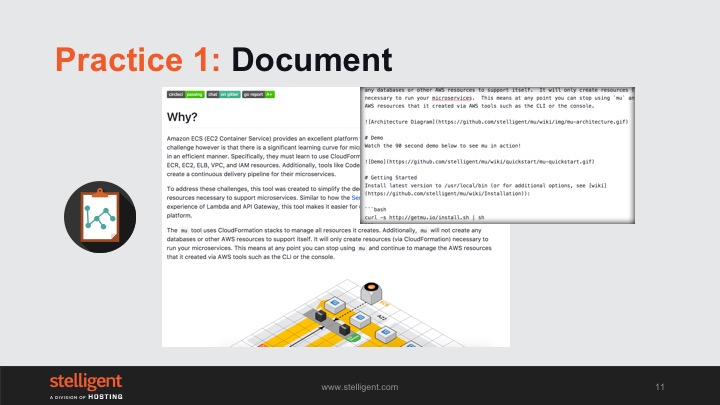 Practice 1: Document
circleci passing chat on gitter go report A+
Why?
Amazon ECS (EC2 Container Service) provides an excellent platform
challenge however is that there is a significant learning curve for mic
in an efficient manner. Specifically, they must learn to use CloudForm
ECR, EC2, ELB, VPC, and IAM resources. Additionally, tools like Code
create a continuous delivery pipeline for their microservices.
To address these challenges, this tool was created to simplify the dec
resources necessary to support microservices. Similar to how the Se
experience of Lambda and API Gateway, this tool makes it easier for
platform.
The mu tool uses CloudFormation stacks to manage all resources it creates. Additionally, mu will not create any
databases or other AWS resources to support itself. It will only create resources (via CloudFormation) necessary to
run your microservices. This means at any point you can stop using mu and continue to manage the AWS resources
that it created via AWS tools such as the CLI or the console.
any databases or other AWS resources to support itself. It will only create resources
necessary to run your microservices. This means at any point you can stop using `mu` an
AWS resources that it created via AWS tools such as the CLI or the console.
![Architecture Diagram](https://github.com/stelligent/mu/wiki/img/mu-architecture.gif)
# Demo
Watch the 90 second demo below to see mu in action!
![Demo](https://github.com/stelligent/mu/wiki/quickstart/mu-quickstart.gif)
# Getting Started
Install latest version to /usr/local/bin (or for additional options, see [wiki]
(https://github.com/stelligent/mu/wiki/Installation)):
```bash
curl -s http://getmu.io/install.sh | sh
ECS
AZ2
stelligent
A DIVISION OF HOSTING
www.stelligent.com
11